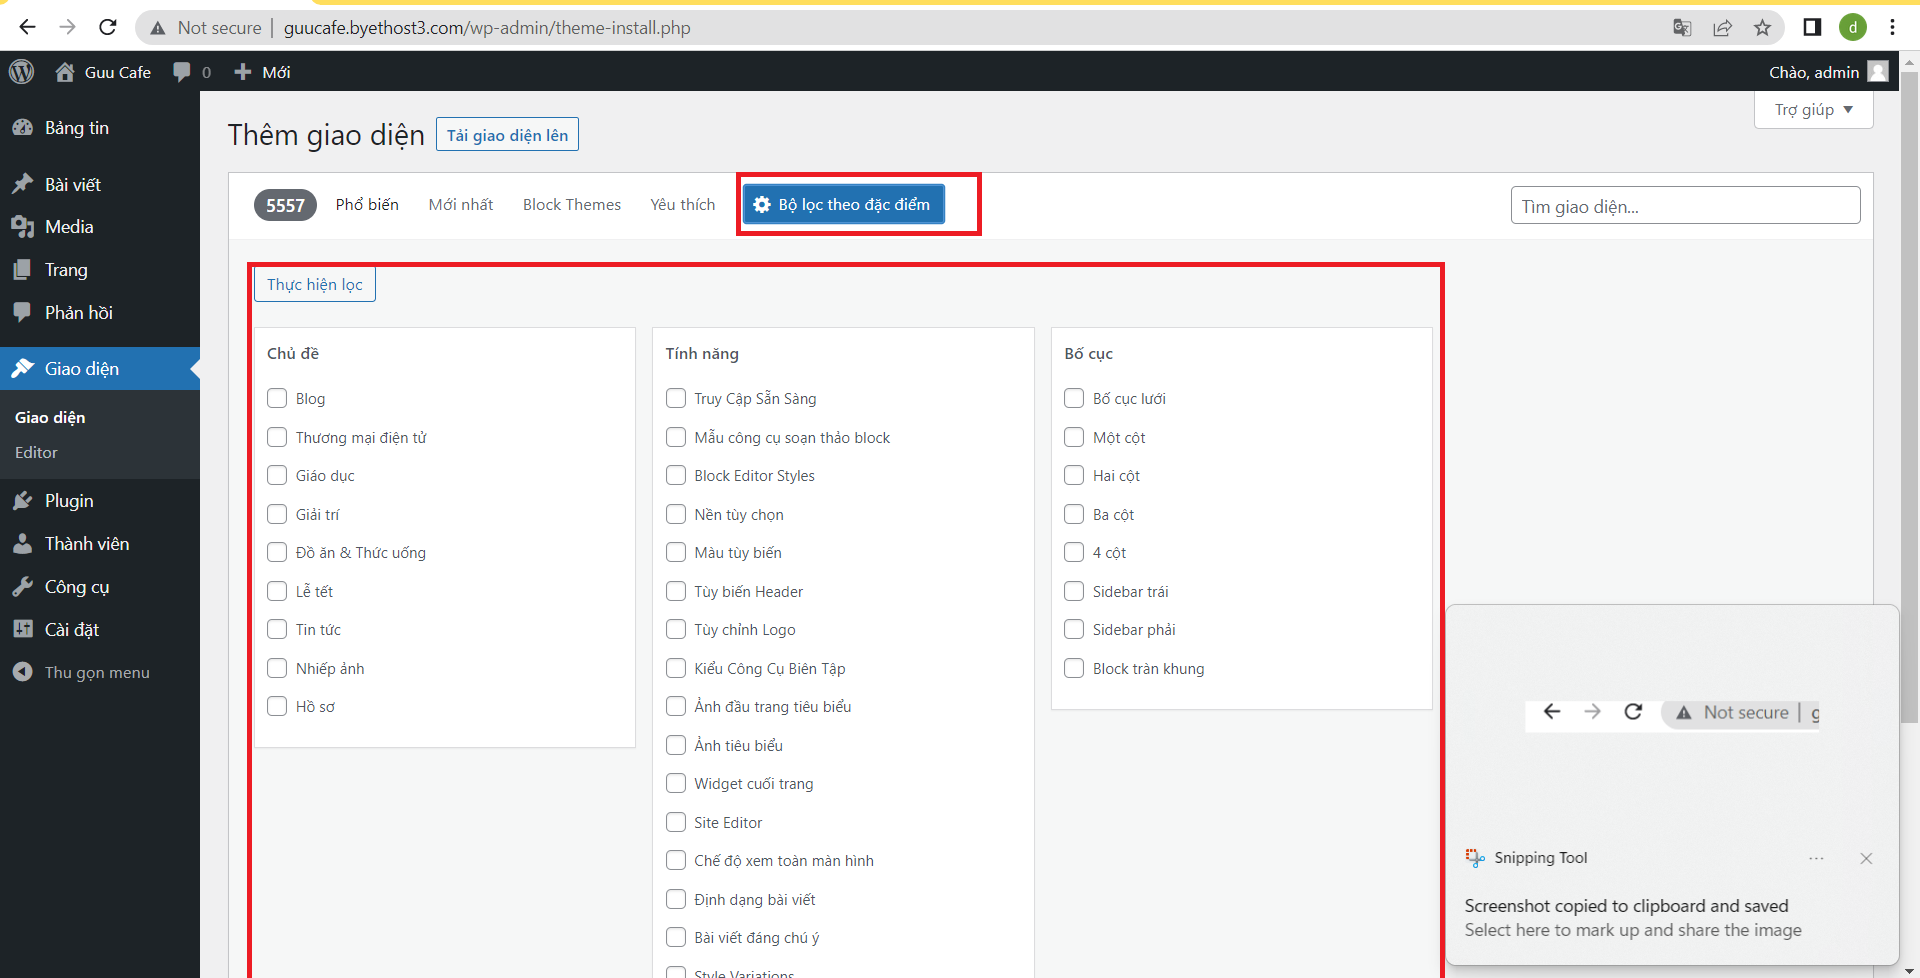 Not secure | guucafe.byethost3.com/wp-admin/theme-install.php
d
Guu Cafe 0 Mới
Chào, admin
Trợ giúp
Bảng tin
Bài viết
Media
Trang
Phản hồi
Giao diện
Giao diện
Editor
Plugin
Thành viên
Công cụ
Cài đặt
Thu gọn menu
Thêm giao diện Tải giao diện lên
5557 Phổ biến Mới nhất Block Themes Yêu thích Bộ lọc theo đặc điểm Tìm giao diện...
Thực hiện lọc
Chủ đề
Blog
Thương mại điện tử
Giáo dục
Giải trí
Đồ ăn & Thức uống
Lễ tết
Tin tức
Nhiếp ảnh
Hồ sơ
Tính năng
Truy Cập Sẵn Sàng
Mẫu công cụ soạn thảo block
Block Editor Styles
Nền tùy chọn
Màu tùy biến
Tùy biến Header
Tùy chỉnh Logo
Kiểu Công Cụ Biên Tập
Ảnh đầu trang tiêu biểu
Ảnh tiêu biểu
Widget cuối trang
Site Editor
Chế độ xem toàn màn hình
Định dạng bài viết
Bài viết đáng chú ý
Style Variations
Bố cục
Bố cục lưới
Một cột
Hai cột
Ba cột
4 cột
Sidebar trái
Sidebar phải
Block tràn khung
Not secure | g
Snipping Tool
Screenshot copied to clipboard and saved
Select here to mark up and share the image